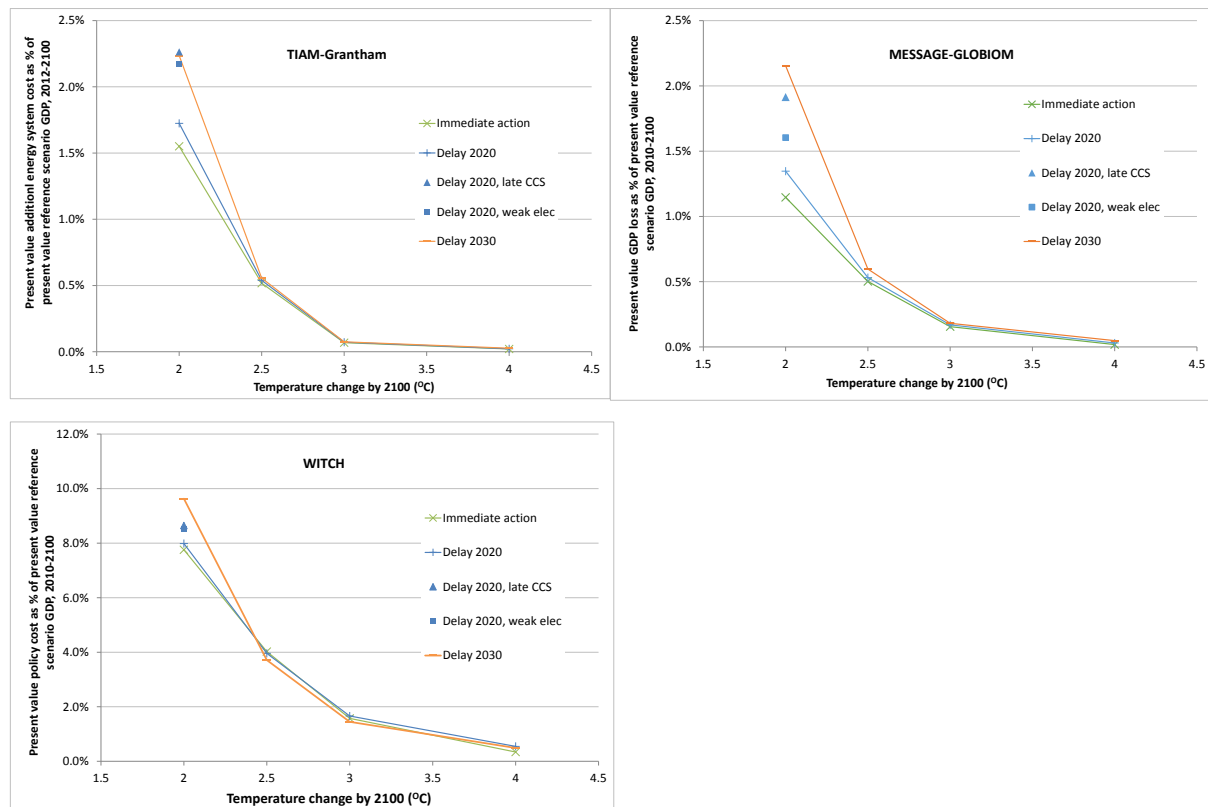 Present value additionl energy system cost as % of
present value reference scenario GDP, 2012-2100
2.5%
2.0%
1.5%
1.0%
0.5%
0.0%
TIAM-Grantham
Immediate action
Delay 2020
Delay 2020, late CCS
Delay 2020, weak elec
Delay 2030
1.5 2 2.5 3 3.5 4 4.5
Temperature change by 2100 (⁰C)
Present value GDP loss as % of present value reference
scenario GDP, 2010-2100
2.5%
2.0%
1.5%
1.0%
0.5%
0.0%
MESSAGE-GLOBIOM
Immediate action
Delay 2020
Delay 2020, late CCS
Delay 2020, weak elec
Delay 2030
1.5 2 2.5 3 3.5 4 4.5
Temperature change by 2100 (⁰C)
Present value policy cost as % of present value reference
scenario GDP, 2010-2100
12.0%
10.0%
8.0%
6.0%
4.0%
2.0%
0.0%
WITCH
Immediate action
Delay 2020
Delay 2020, late CCS
Delay 2020, weak elec
Delay 2030
1.5 2 2.5 3 3.5 4 4.5
Temperature change by 2100 (⁰C)